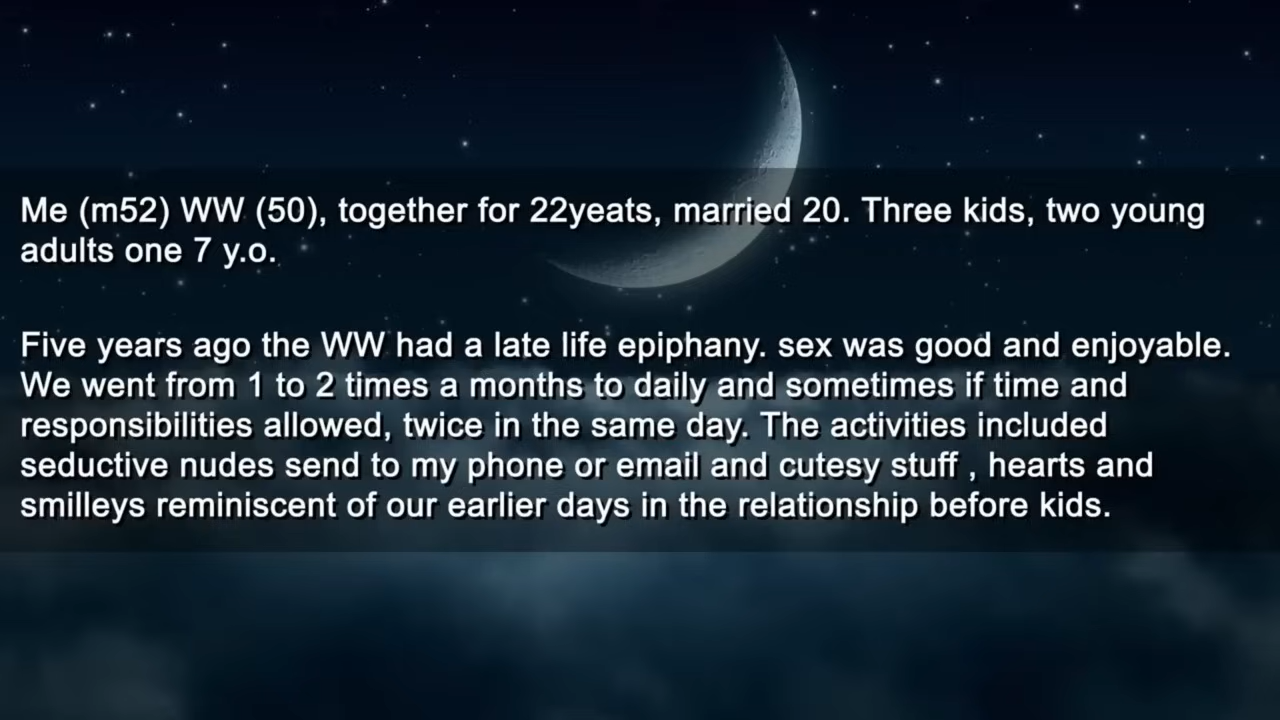 Me (m52) WW (50), together for 22yeats, married 20. Three kids, two young
adults one 7 y.o.
Five years ago the WW had a late life epiphany. sex was good and enjoyable.
We went from 1 to 2 times a months to daily and sometimes if time and
responsibilities allowed, twice in the same day. The activities included
seductive nudes send to my phone or email and cutesy stuff , hearts and
smilleys reminiscent of our earlier days in the relationship before kids.